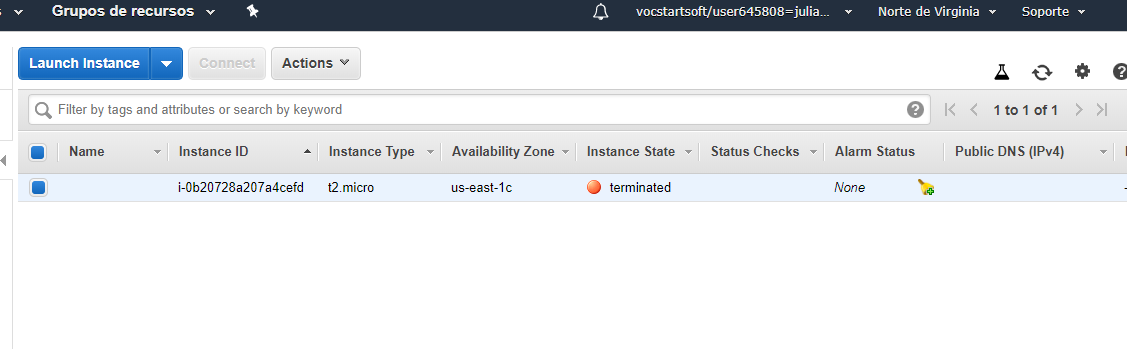 s Grupos de recursos vocstartsoft/user645808=julia... Norte de Virginia Soporte
Launch Instance Connect Actions
Filter by tags and attributes or search by keyword ? 1 to 1 of 1
Name Instance ID Instance Type Availability Zone Instance State Status Checks Alarm Status Public DNS (IPv4)
i-0b20728a207a4cefd t2.micro us-east-1c terminated None -